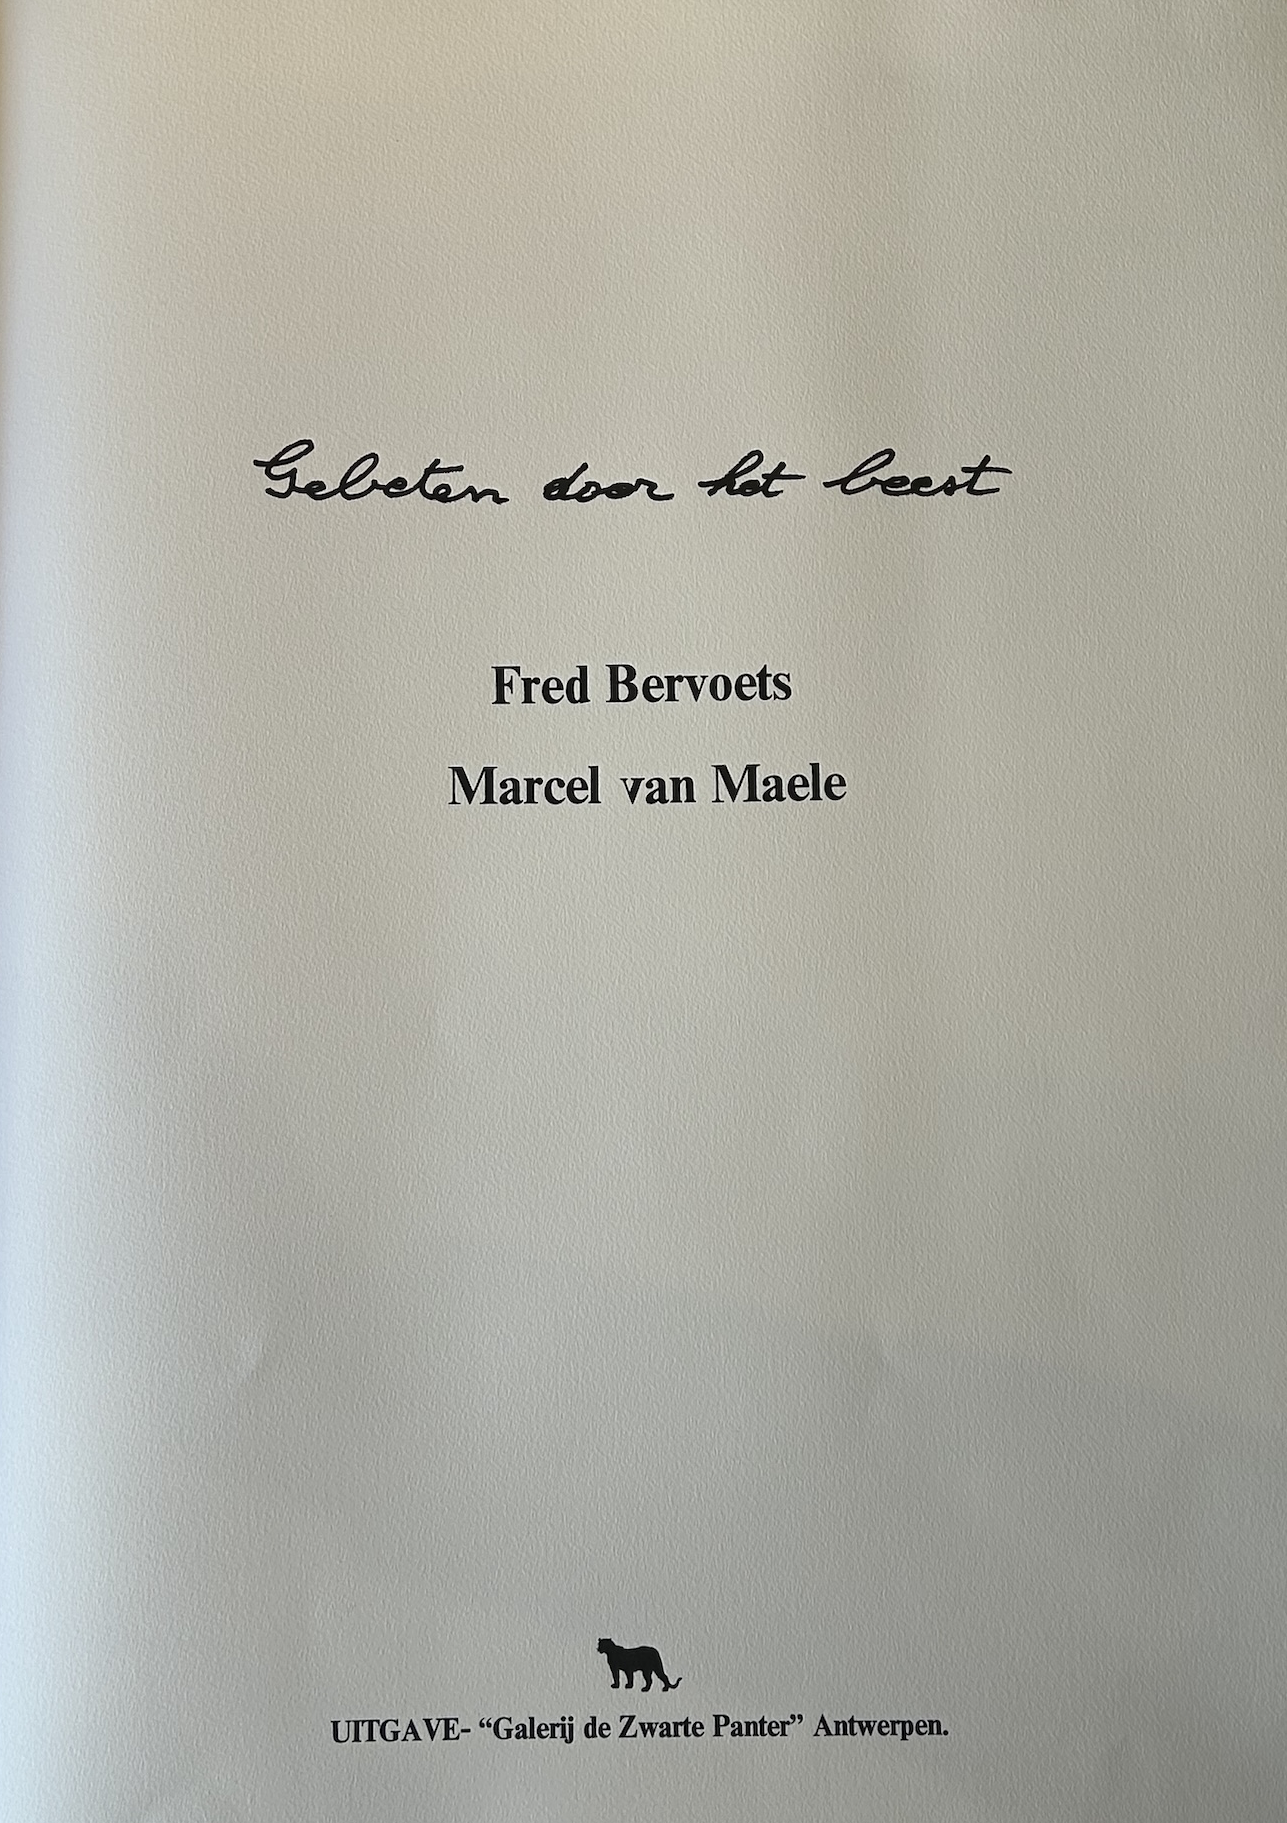 Gebeten door het beest
Fred Bervoets
Marcel van Maele
UITGAVE- “Galerij de Zwarte Panter” Antwerpen.